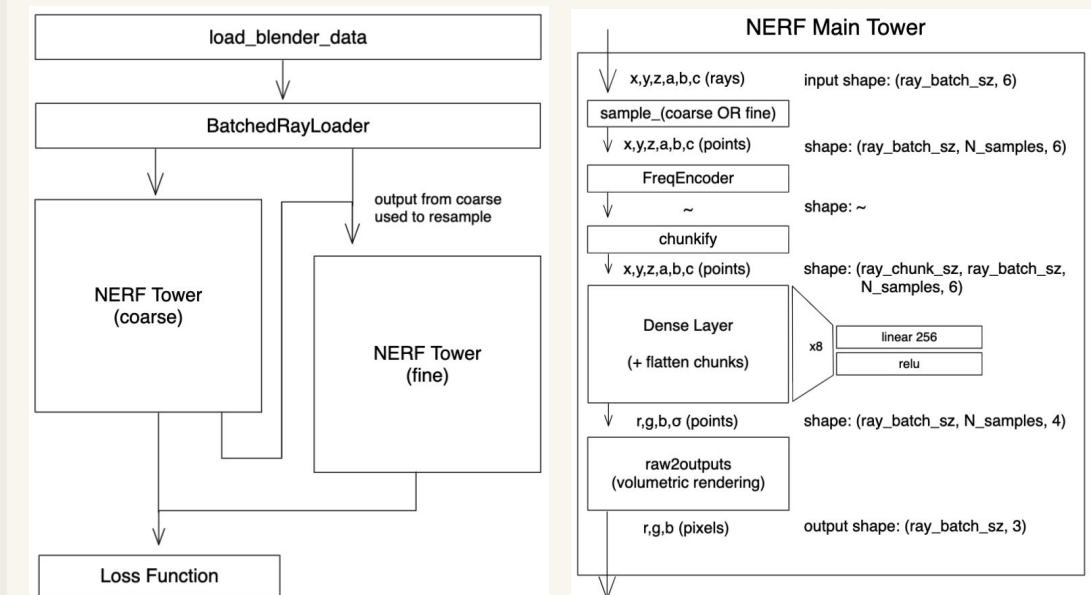 load_blender_data
BatchedRayLoader
output from coarse
used to resample
NERF Tower
(coarse)
NERF Tower
(fine)
Loss Function
NERF Main Tower
x,y,z,a,b,c (rays)
input shape: (ray_batch_sz, 6)
sample_(coarse OR fine)
x,y,z,a,b,c (points)
shape: (ray_batch_sz, N_samples, 6)
FreqEncoder
~
shape: ~
chunkify
x,y,z,a,b,c (points)
shape: (ray_chunk_sz, ray_batch_sz,
N_samples, 6)
Dense Layer
(+ flatten chunks)
x8
linear 256
relu
r,g,b,σ (points)
shape: (ray_batch_sz, N_samples, 4)
raw2outputs
(volumetric rendering)
r,g,b (pixels)
output shape: (ray_batch_sz, 3)